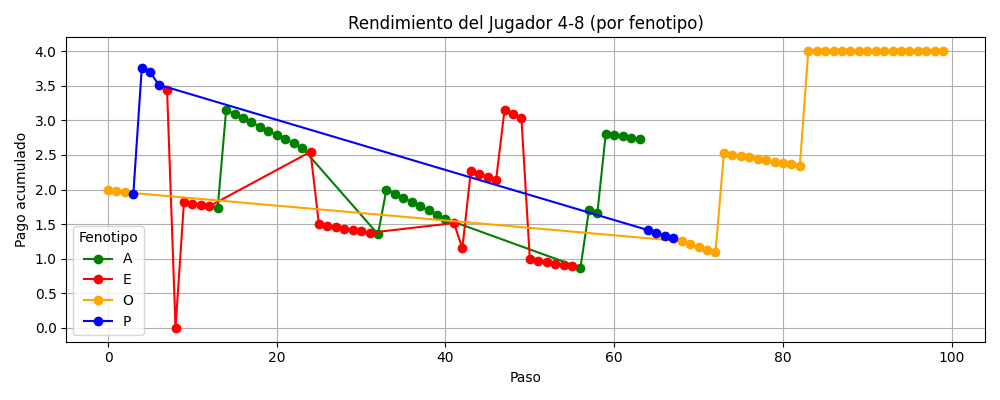 Rendimiento del Jugador 4-8 (por fenotipo)
Pago acumulado
4.0
3.5
3.0
2.5
2.0
1.5
1.0
0.5
0.0
Fenotipo
A
E
O
P
0 20 40 60 80 100
Paso